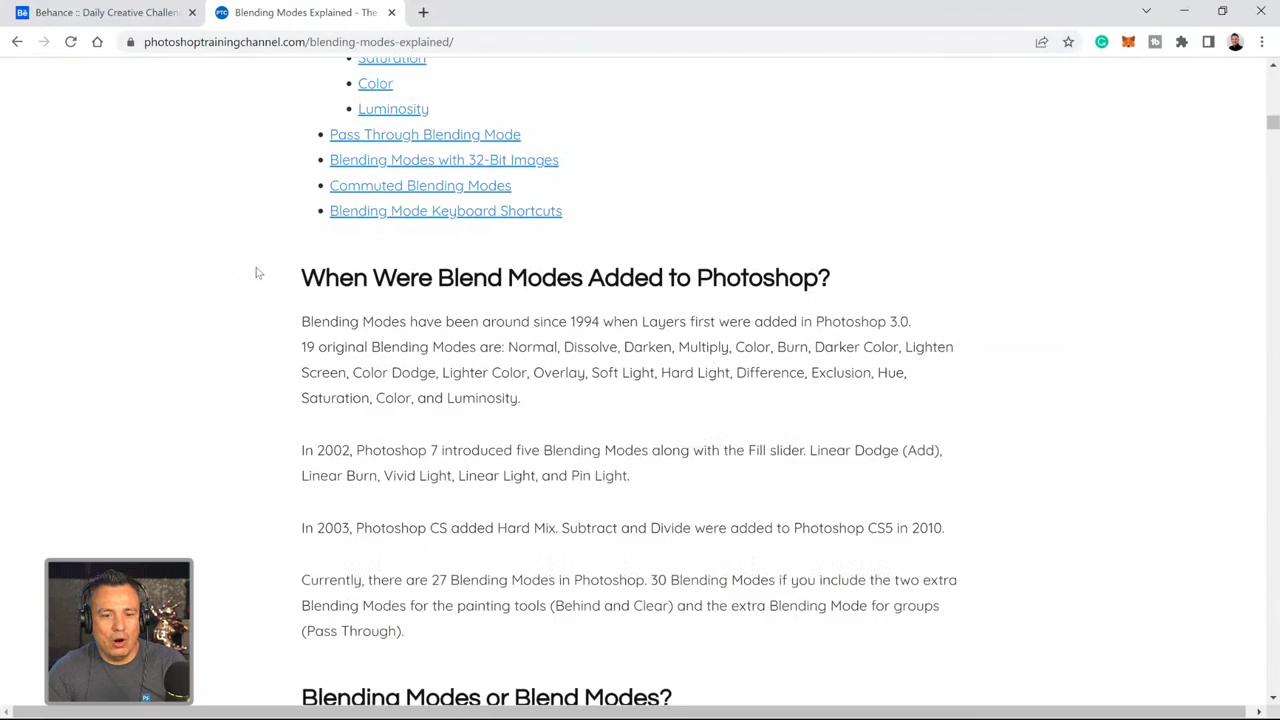 Behance :: Daily Creative Challen
Blending Modes Explained - The
photoshoptrainingchannel.com/blending-modes-explained/
Saturation
Color
Luminosity
Pass Through Blending Mode
Blending Modes with 32-Bit Images
Commuted Blending Modes
Blending Mode Keyboard Shortcuts
When Were Blend Modes Added to Photoshop?
Blending Modes have been around since 1994 when Layers first were added in Photoshop 3.0.
19 original Blending Modes are: Normal, Dissolve, Darken, Multiply, Color, Burn, Darker Color, Lighten
Screen, Color Dodge, Lighter Color, Overlay, Soft Light, Hard Light, Difference, Exclusion, Hue,
Saturation, Color, and Luminosity.
In 2002, Photoshop 7 introduced five Blending Modes along with the Fill slider. Linear Dodge (Add),
Linear Burn, Vivid Light, Linear Light, and Pin Light.
In 2003, Photoshop CS added Hard Mix. Subtract and Divide were added to Photoshop CS5 in 2010.
Currently, there are 27 Blending Modes in Photoshop. 30 Blending Modes if you include the two extra
Blending Modes for the painting tools (Behind and Clear) and the extra Blending Mode for groups
(Pass Through).
Ps
Blending Modes or Blend Modes?